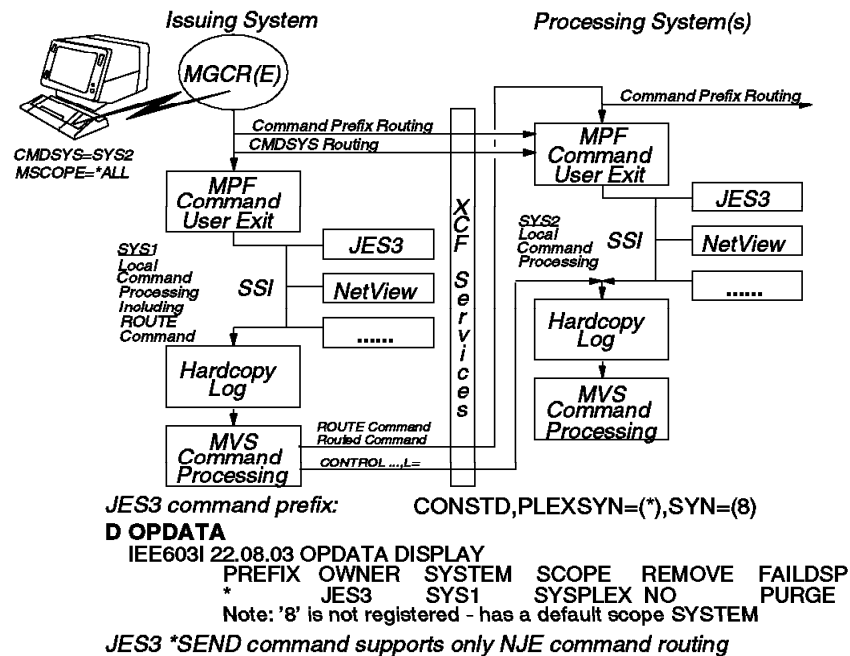 Issuing System
Processing System(s)
MGCR(E)
CMDSYS=SYS2
MSCOPE=*ALL
Command Prefix Routing
CMDSYS Routing
Command Prefix Routing
MPF
Command
User Exit
SYS1
Local
Command
Processing
Including
ROUTE
Command
SSI
JES3
NetView
......
Hardcopy
Log
MVS
Command
Processing
ROUTE Command
Routed Command
CONTROL ...,L=
XCF Services
MPF
Command
User Exit
SYS2
Local
Command
Processing
SSI
JES3
NetView
......
Hardcopy
Log
MVS
Command
Processing
JES3 command prefix: CONSTD,PLEXSYN=(*),SYN=(8)
D OPDATA
IEE603I 22.08.03 OPDATA DISPLAY
PREFIX OWNER SYSTEM SCOPE REMOVE FAILDSP
* JES3 SYS1 SYSPLEX NO PURGE
Note: '8' is not registered - has a default scope SYSTEM
JES3 *SEND command supports only NJE command routing